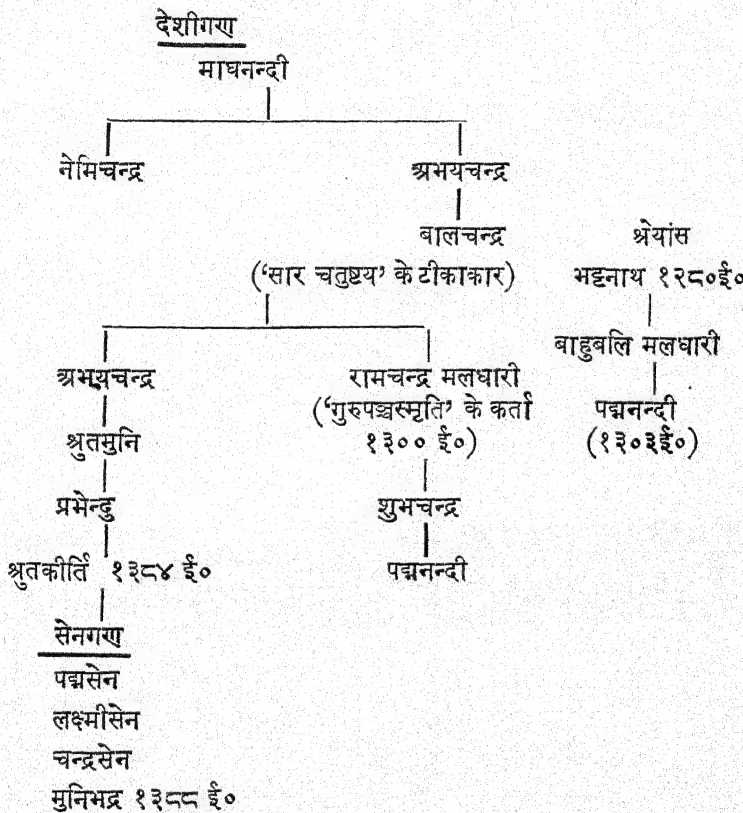 देशीगण
माघनन्दी
नेमिचन्द्र अभयचन्द्र
बालचन्द्र श्रेयांस
('सार चतुष्टय' के टीकाकार) भट्टनाथ १२८०ई०
बाहुबलि मलधारी
अभयचन्द्र रामचन्द्र मलधारी
('गुरुपञ्चस्मृति' के कर्ता पद्मनन्दी
श्रुतमुनि १३०० ई०) (१३०३ई०)
प्रभेन्दु शुभचन्द्र
श्रुतकीर्ति १३८४ ई० पद्मनन्दी
सेनगण
पद्मसेन
लक्ष्मीसेन
चन्द्रसेन
मुनिभद्र १३८८ ई०